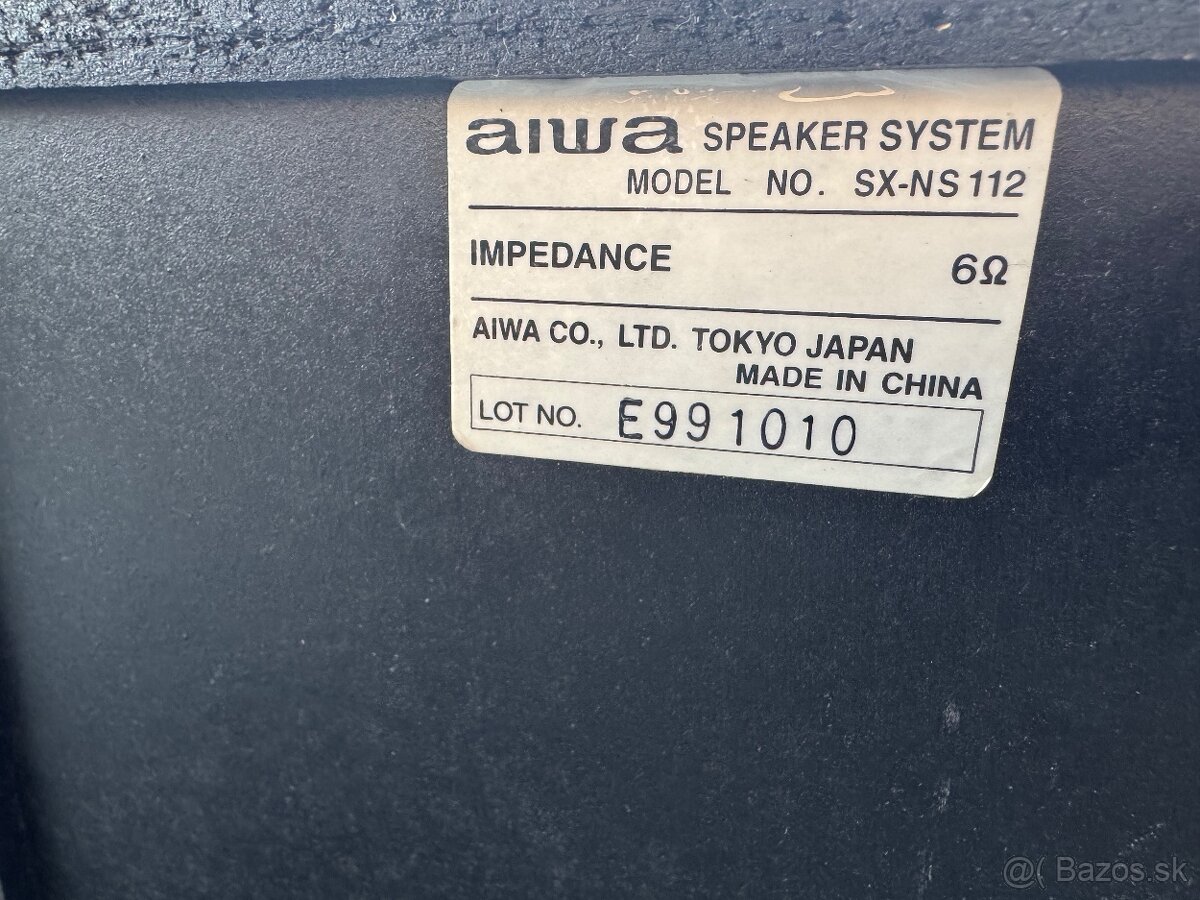 aiwa SPEAKER SYSTEM
MODEL NO. SX-NS112
IMPEDANCE 6Ω
AIWA CO., LTD. TOKYO JAPAN
MADE IN CHINA
LOT NO. E991010
@( Bazos.sk